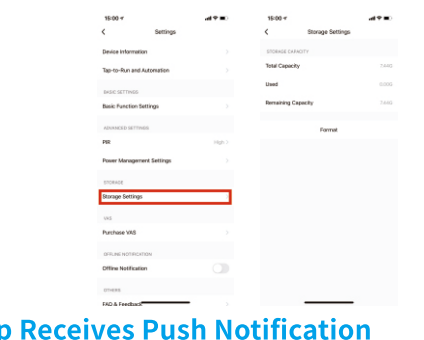 15:00
Settings
Device Information
Tap-to-Run and Automation
BASIC SETTINGS
Basic Function Settings
ADVANCED SETTINGS
PIR
High
Power Management Settings
STORAGE
Storage Settings
VAS
Purchase VAS
OFFLINE NOTIFICATION
Offline Notification
OTHERS
FAQ & Feedback
15:00
Storage Settings
STORAGE CAPACITY
Total Capacity
Used
Remaining Capacity
Format
p Receives Push Notification